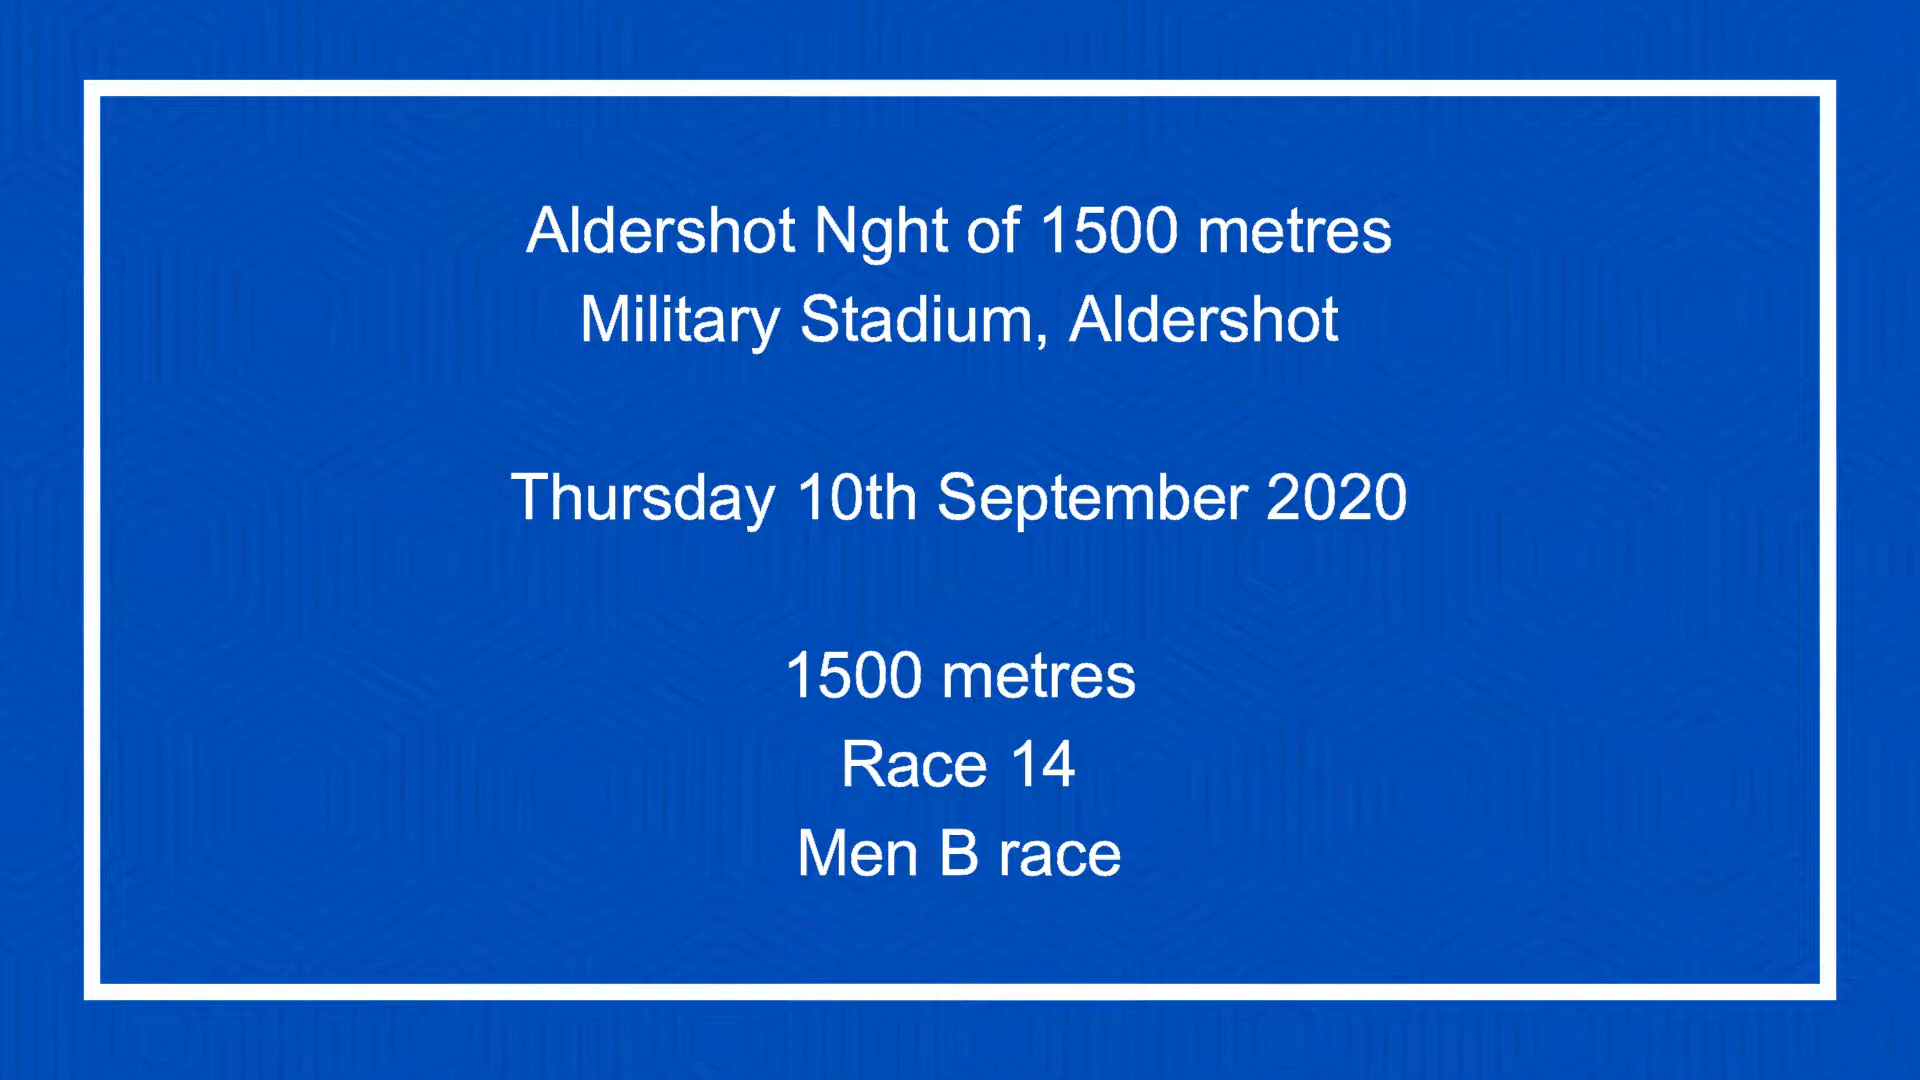 Aldershot Nght of 1500 metres
Military Stadium, Aldershot
Thursday 10th September 2020
1500 metres
Race 14
Men B race